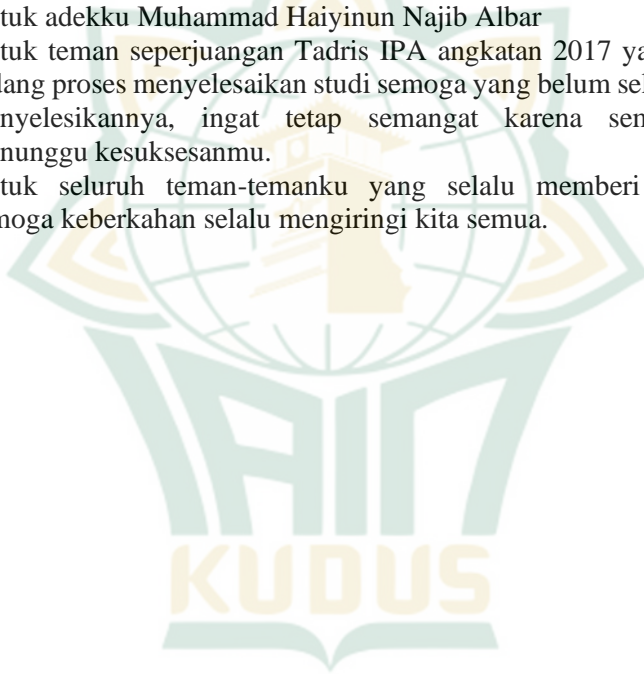 tuk adekku Muhammad Haiyinun Najib Albar
tuk teman seperjuangan Tadris IPA angkatan 2017 ya
dang proses menyelesaikan studi semoga yang belum sel
nyelesikannya, ingat tetap semangat karena sem
nunggu kesuksesanmu.
tuk seluruh teman-temanku yang selalu memberi
moga keberkahan selalu mengiringi kita semua.
IAIN
KUDUS